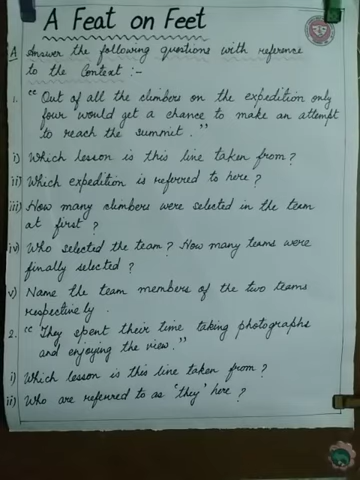 A Feat on Feet
A Answer the following questions with reference
to the Context :-
1. "Out of all the climbers on the expedition only
four would get a chance to make an attempt
to reach the summit."
i) Which lesson is this line taken from?
ii) Which expedition is referred to here?
iii) How many climbers were selected in the team
at first?
iv) Who selected the team? How many teams were
finally selected?
v) Name the team members of the two teams
respectively.
2. "They spent their time taking photographs
and enjoying the view."
i) Which lesson is this line taken from?
ii) Who are referred to as 'they' here?